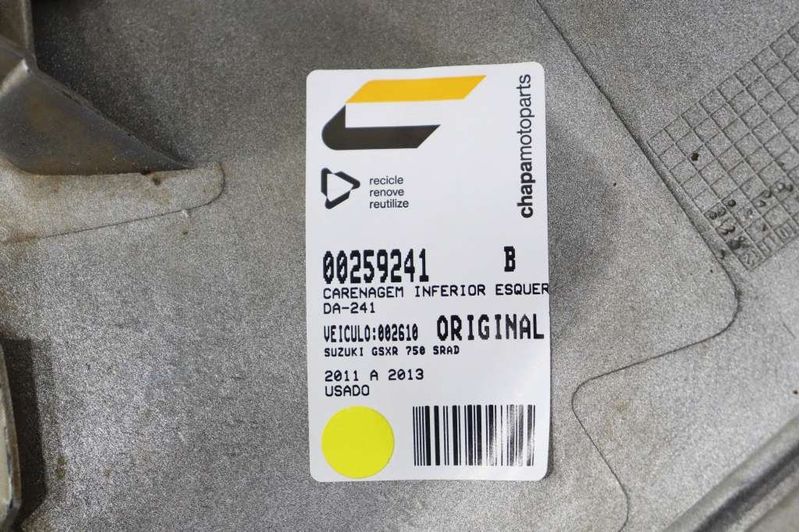 chapamotoparts
recicle
renove
reutilize
00259241 B
CARENAGEM INFERIOR ESQUER
DA-241
VEICULO:002610 ORIGINAL
SUZUKI GSXR 750 SRAD
2011 A 2013
USADO